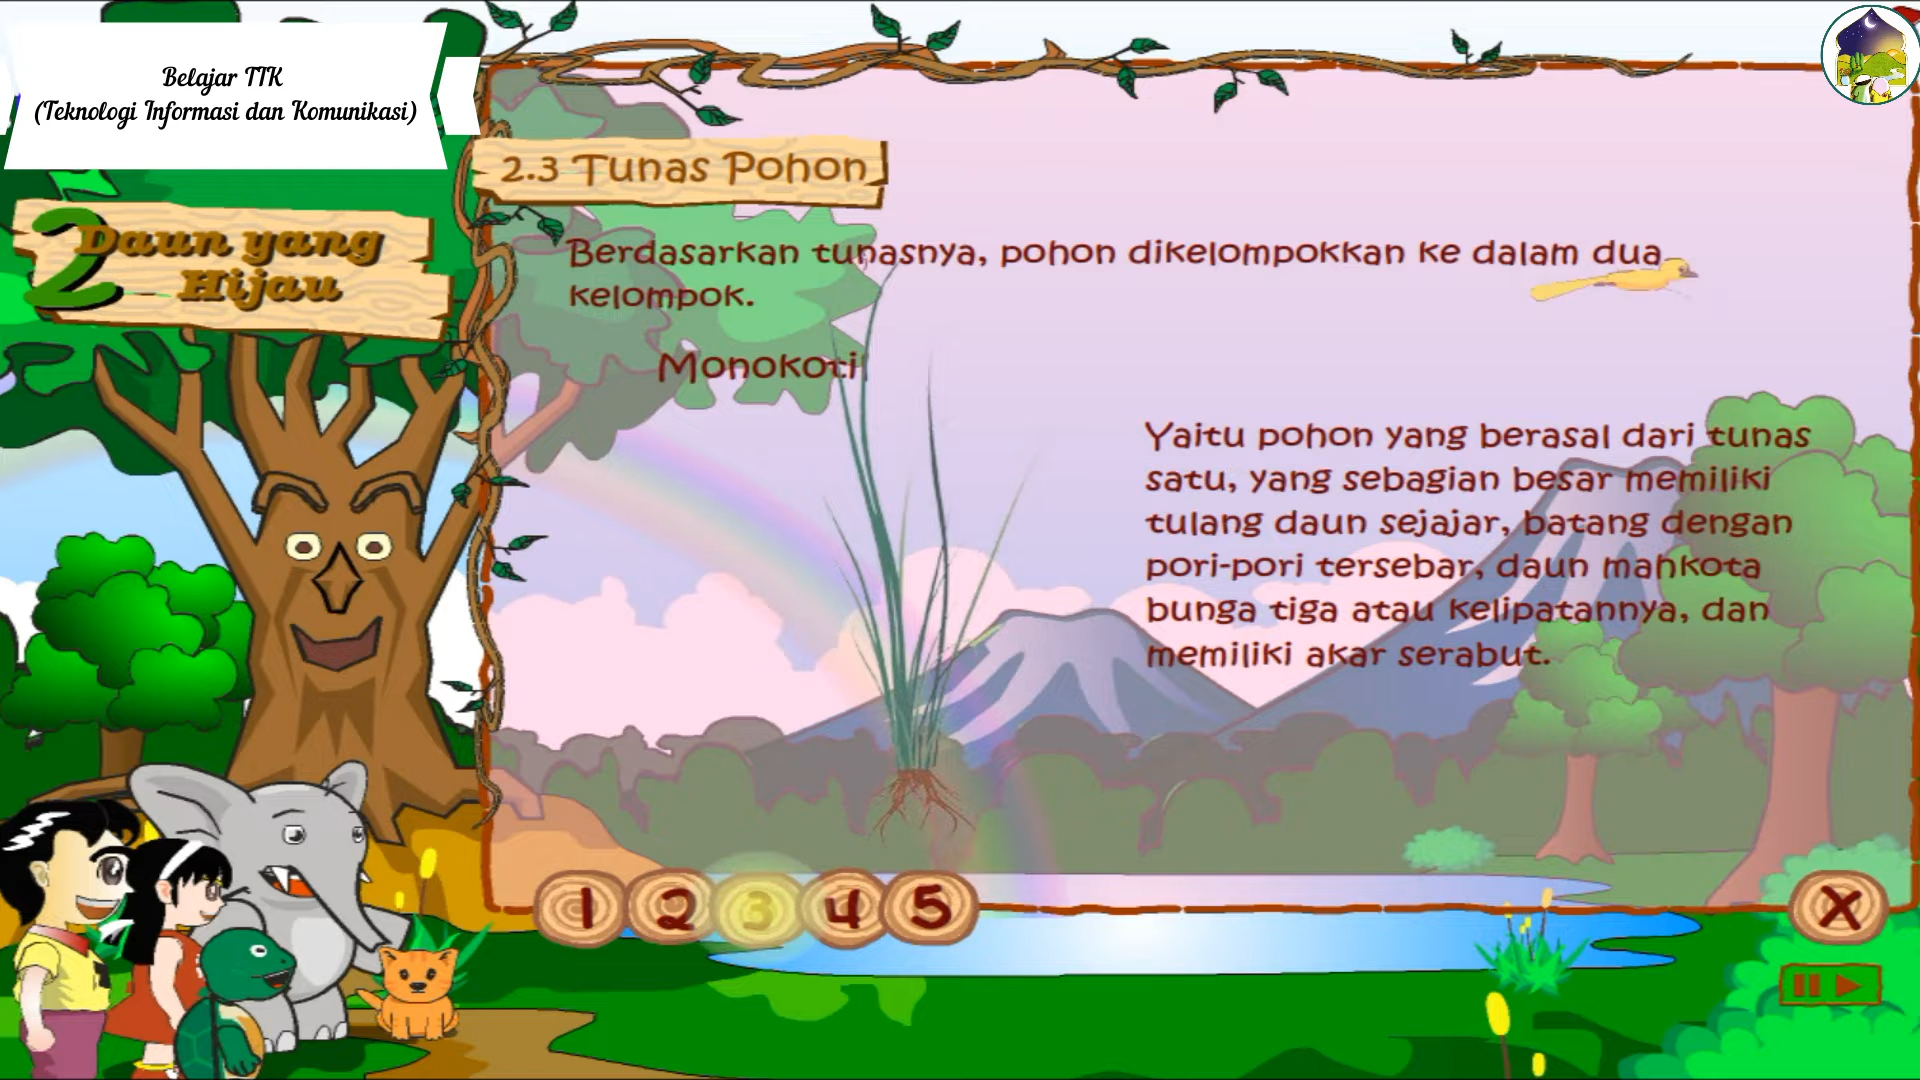 Belajar TIK
(Teknologi Informasi dan Komunikasi)
2 Daun yang
Hijau
2.3 Tunas Pohon
Berdasarkan tunasnya, pohon dikelompokkan ke dalam dua
kelompok.
Monokotil
Yaitu pohon yang berasal dari tunas
satu, yang sebagian besar memiliki
tulang daun sejajar, batang dengan
pori-pori tersebar, daun mahkota
bunga tiga atau kelipatannya, dan
memiliki akar serabut.
1 2 3 4 5
X